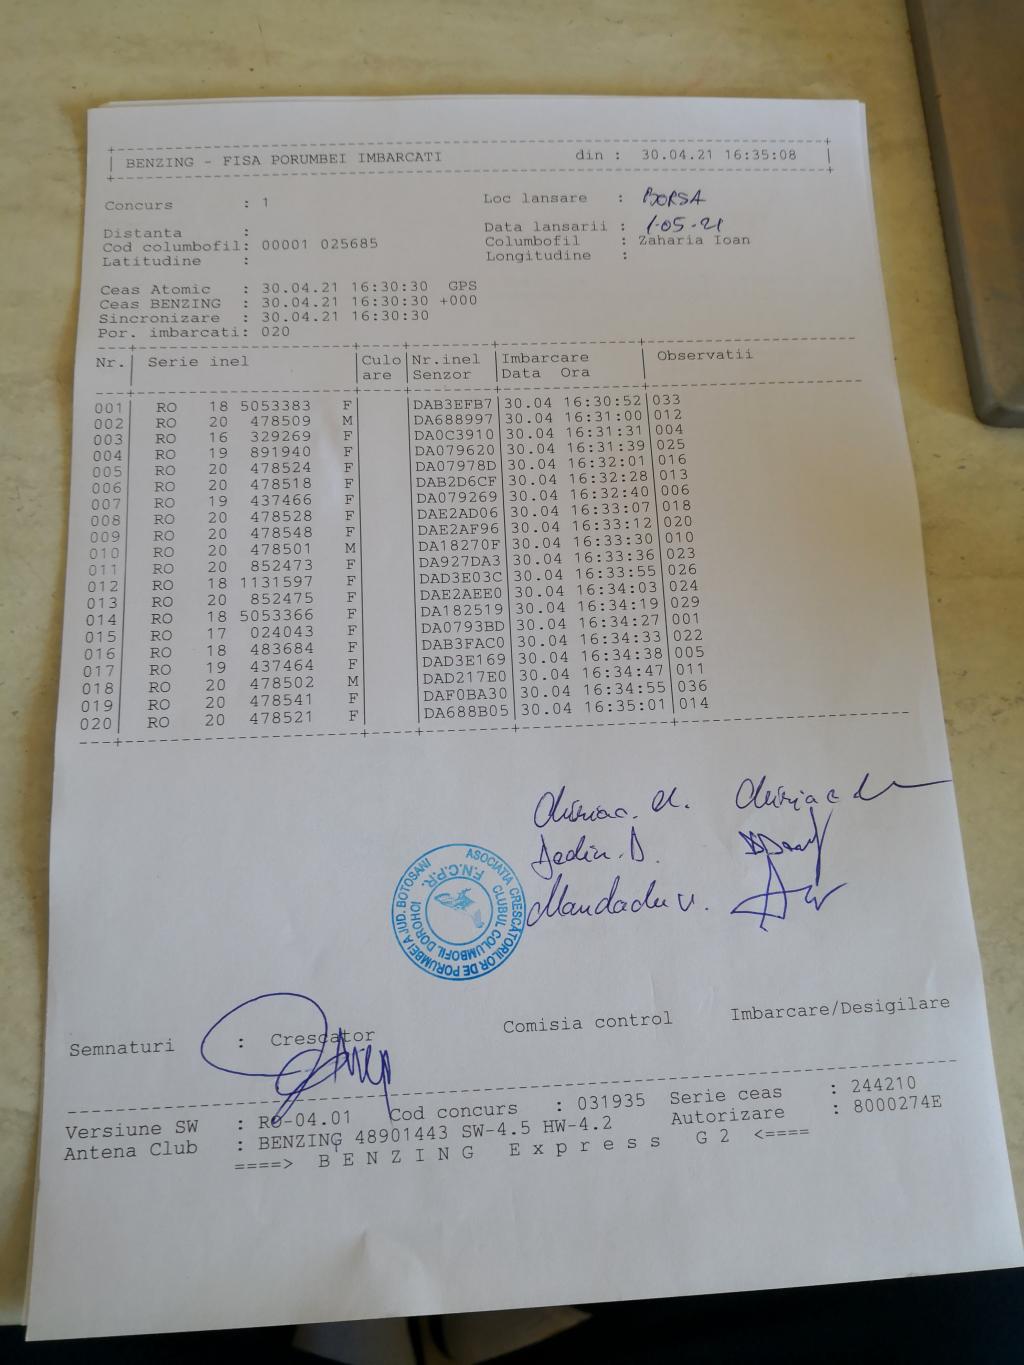 BENZING - FISA PORUMBEI IMBARCATI din : 30.04.21 16:35:08
Concurs : 1 Loc lansare : BORSA
Distanta : Data lansarii : 1-05-21
Cod columbofil: 00001 025685 Columbofil : Zaharia Ioan
Latitudine : Longitudine :
Ceas Atomic : 30.04.21 16:30:30 GPS
Ceas BENZING : 30.04.21 16:30:30 +000
Sincronizare : 30.04.21 16:30:30
Por. imbarcati: 020
Nr. Serie inel Culo Nr.inel Imbarcare Observatii
are Senzor Data Ora
001 RO 18 5053383 F DAB3EFB7 30.04 16:30:52 033
002 RO 20 478509 M DA688997 30.04 16:31:00 012
003 RO 16 329269 F DA0C3910 30.04 16:31:31 004
004 RO 19 891940 F DA079620 30.04 16:31:39 025
005 RO 20 478524 F DA07978D 30.04 16:32:01 016
006 RO 20 478518 F DAB2D6CF 30.04 16:32:28 013
007 RO 19 437466 F DA079269 30.04 16:32:40 006
008 RO 20 478528 F DAE2AD06 30.04 16:33:07 018
009 RO 20 478548 F DAE2AF96 30.04 16:33:12 020
010 RO 20 478501 M DA18270F 30.04 16:33:30 010
011 RO 20 852473 F DA927DA3 30.04 16:33:36 023
012 RO 18 1131597 F DAD3E03C 30.04 16:33:55 026
013 RO 20 852475 F DAE2AEE0 30.04 16:34:03 024
014 RO 18 5053366 F DA182519 30.04 16:34:19 029
015 RO 17 024043 F DA0793BD 30.04 16:34:27 001
016 RO 18 483684 F DAB3FAC0 30.04 16:34:33 022
017 RO 19 437464 F DAD3E169 30.04 16:34:38 005
018 RO 20 478502 M DAD217E0 30.04 16:34:47 011
019 RO 20 478541 F DAF0BA30 30.04 16:34:55 036
020 RO 20 478521 F DA688B05 30.04 16:35:01 014
ASOCIATIA CRESCATORILOR DE PORUMBEI A JUD. BOTOSANI
F.N.C.P.R. CLUBUL COLUMBOFIL DOROHOI
Semnaturi : Crescator Comisia control Imbarcare/Desigilare
Versiune SW : RO-04.01 Cod concurs : 031935 Serie ceas : 244210
Antena Club : BENZING 48901443 SW-4.5 HW-4.2 Autorizare : 8000274E
====> B E N Z I N G E x p r e s s G 2 <====